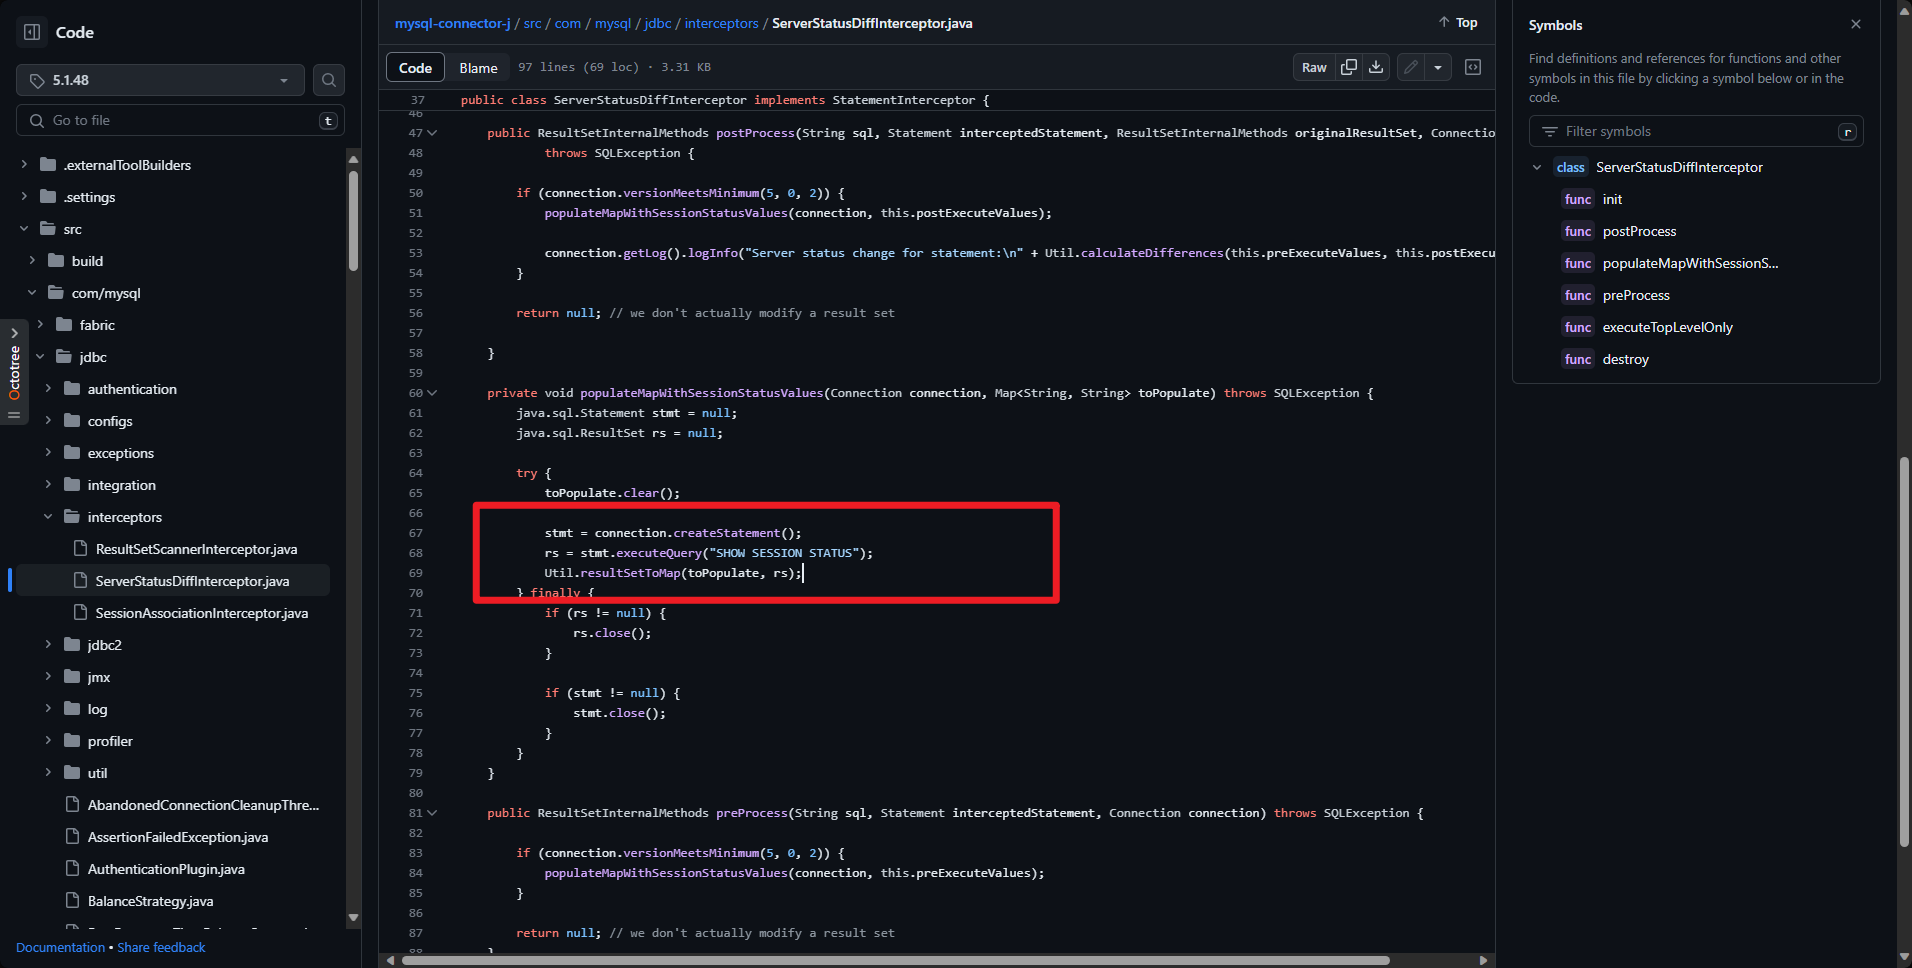 Code
5.1.48
Go to file
t
.externalToolBuilders
.settings
src
build
com/mysql
fabric
jdbc
authentication
configs
exceptions
integration
interceptors
ResultSetScannerInterceptor.java
ServerStatusDiffInterceptor.java
SessionAssociationInterceptor.java
jdbc2
jmx
log
profiler
util
AbandonedConnectionCleanupThre...
AssertionFailedException.java
AuthenticationPlugin.java
BalanceStrategy.java
Documentation • Share feedback
Octotree
mysql-connector-j / src / com / mysql / jdbc / interceptors / ServerStatusDiffInterceptor.java
Top
Code Blame 97 lines (69 loc) · 3.31 KB
Raw
37 public class ServerStatusDiffInterceptor implements StatementInterceptor {
46
47 public ResultSetInternalMethods postProcess(String sql, Statement interceptedStatement, ResultSetInternalMethods originalResultSet, Connection
48 throws SQLException {
49
50 if (connection.versionMeetsMinimum(5, 0, 2)) {
51 populateMapWithSessionStatusValues(connection, this.postExecuteValues);
52
53 connection.getLog().logInfo("Server status change for statement:\n" + Util.calculateDifferences(this.preExecuteValues, this.postExecu
54 }
55
56 return null; // we don't actually modify a result set
57
58 }
59
60 private void populateMapWithSessionStatusValues(Connection connection, Map<String, String> toPopulate) throws SQLException {
61 java.sql.Statement stmt = null;
62 java.sql.ResultSet rs = null;
63
64 try {
65 toPopulate.clear();
66
67 stmt = connection.createStatement();
68 rs = stmt.executeQuery("SHOW SESSION STATUS");
69 Util.resultSetToMap(toPopulate, rs);
70 } finally {
71 if (rs != null) {
72 rs.close();
73 }
74
75 if (stmt != null) {
76 stmt.close();
77 }
78 }
79 }
80
81 public ResultSetInternalMethods preProcess(String sql, Statement interceptedStatement, Connection connection) throws SQLException {
82
83 if (connection.versionMeetsMinimum(5, 0, 2)) {
84 populateMapWithSessionStatusValues(connection, this.preExecuteValues);
85 }
86
87 return null; // we don't actually modify a result set
88 }
Symbols
Find definitions and references for functions and other
symbols in this file by clicking a symbol below or in the
code.
Filter symbols
r
class ServerStatusDiffInterceptor
func init
func postProcess
func populateMapWithSessionS...
func preProcess
func executeTopLevelOnly
func destroy